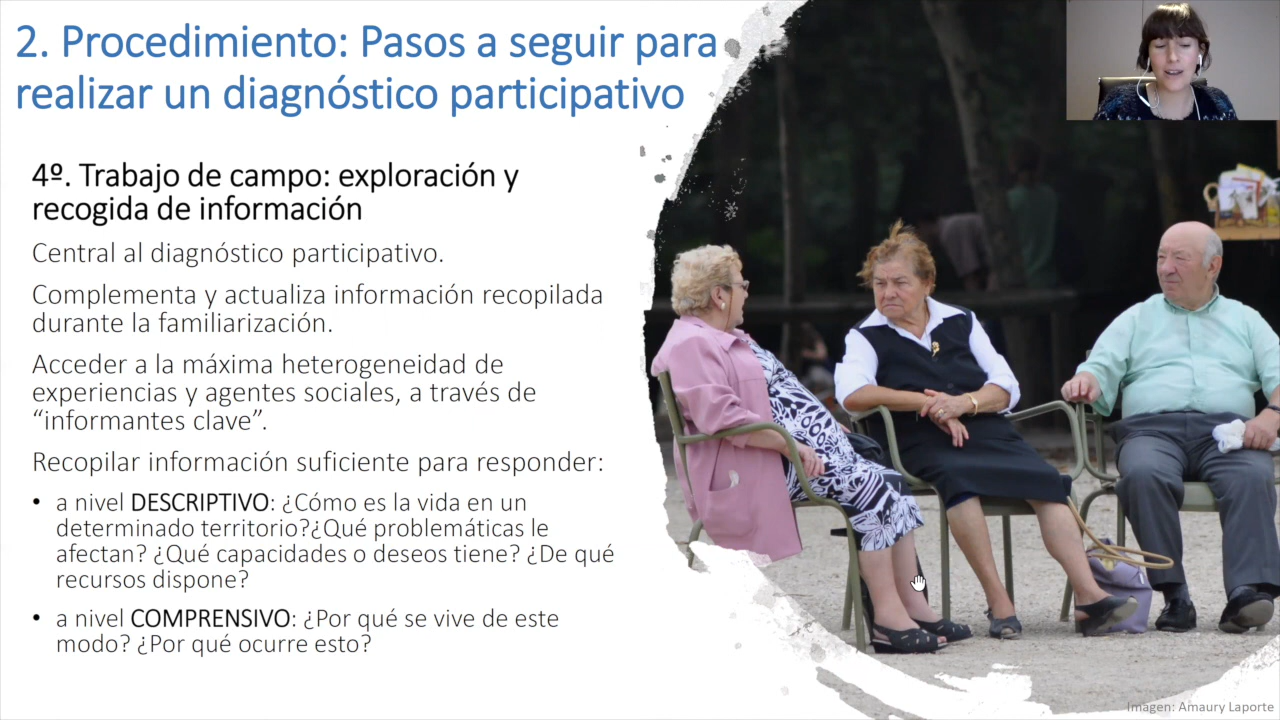 2. Procedimiento: Pasos a seguir para
realizar un diagnóstico participativo
4º. Trabajo de campo: exploración y
recogida de información
Central al diagnóstico participativo.
Complementa y actualiza información recopilada
durante la familiarización.
Acceder a la máxima heterogeneidad de
experiencias y agentes sociales, a través de
“informantes clave”.
Recopilar información suficiente para responder:
• a nivel DESCRIPTIVO: ¿Cómo es la vida en un
determinado territorio?¿Qué problemáticas le
afectan? ¿Qué capacidades o deseos tiene? ¿De qué
recursos dispone?
• a nivel COMPRENSIVO: ¿Por qué se vive de este
modo? ¿Por qué ocurre esto?
Imagen: Amaury Laporte